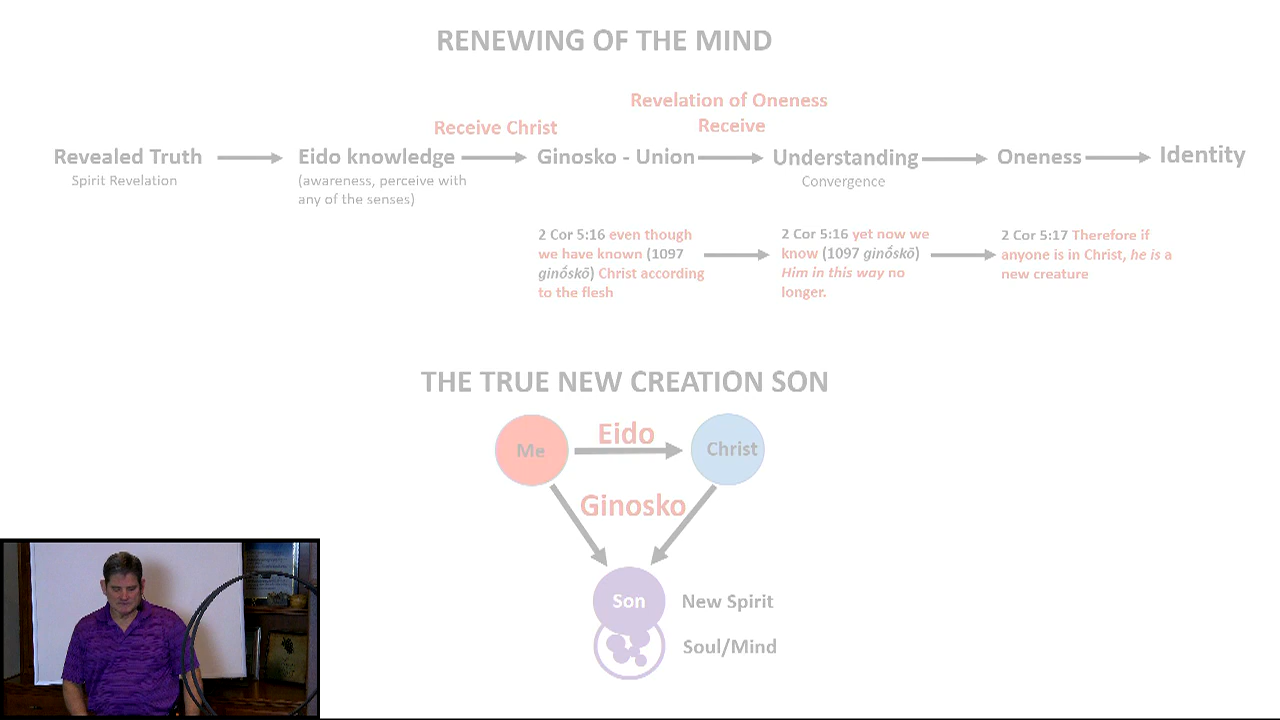 RENEWING OF THE MIND
Revelation of Oneness
Receive Christ
Receive
Revealed Truth
Eido knowledge
Ginosko - Union
Understanding
Oneness
Identity
Spirit Revelation
(awareness, perceive with
any of the senses)
Convergence
2 Cor 5:16 even though
we have known (1097
ginṓskō) Christ according
to the flesh
2 Cor 5:16 yet now we
know (1097 ginṓskō)
Him in this way no
longer.
2 Cor 5:17 Therefore if
anyone is in Christ, he is a
new creature
THE TRUE NEW CREATION SON
Me
Eido
Christ
Ginosko
Son
New Spirit
Soul/Mind